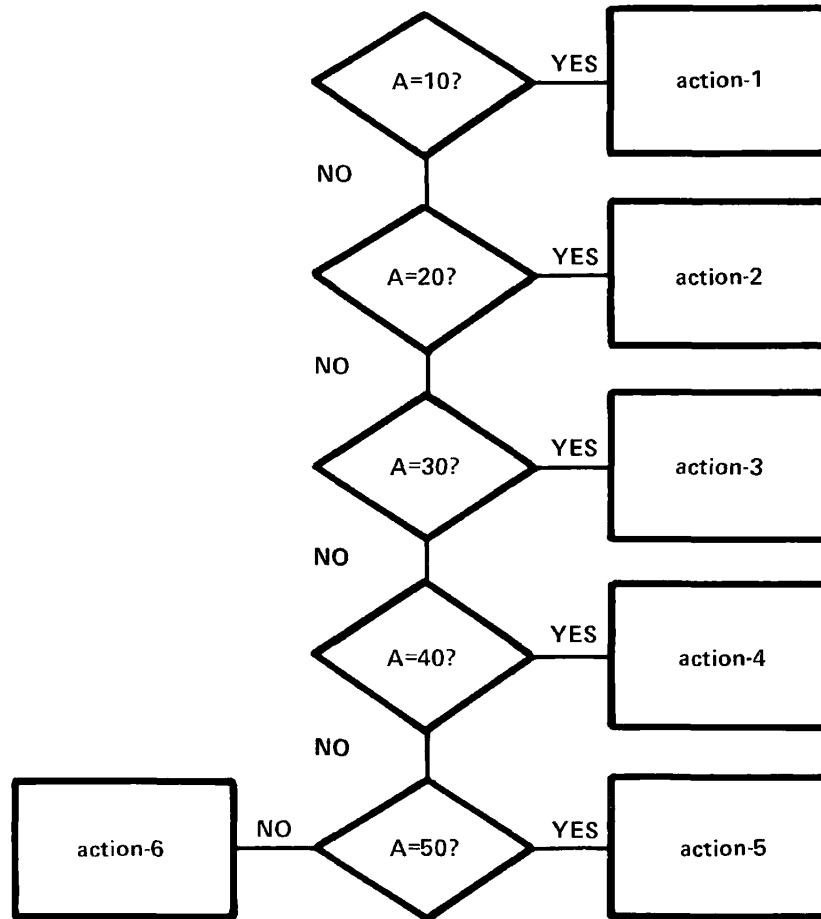 A=10?
YES
action-1
NO
A=20?
YES
action-2
NO
A=30?
YES
action-3
NO
A=40?
YES
action-4
NO
action-6
NO
A=50?
YES
action-5